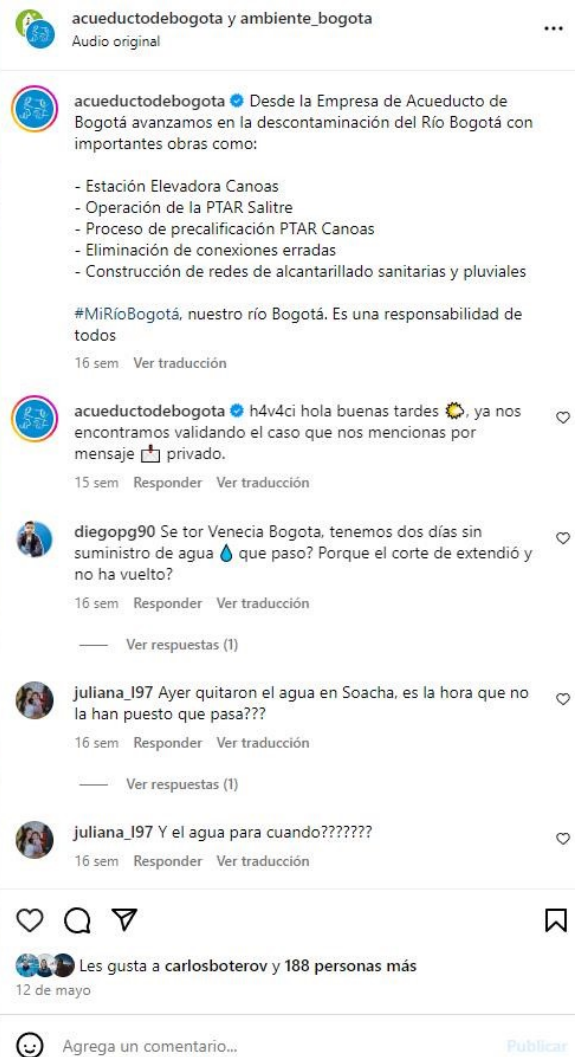 acueductodebogota y ambiente_bogota
Audio original
acueductodebogota Desde la Empresa de Acueducto de
Bogotá avanzamos en la descontaminación del Río Bogotá con
importantes obras como:
- Estación Elevadora Canoas
- Operación de la PTAR Salitre
- Proceso de precalificación PTAR Canoas
- Eliminación de conexiones erradas
- Construcción de redes de alcantarillado sanitarias y pluviales
#MiRíoBogotá, nuestro río Bogotá. Es una responsabilidad de
todos
16 sem Ver traducción
acueductodebogota h4v4ci hola buenas tardes 🌤, ya nos
encontramos validando el caso que nos mencionas por
mensaje 📩 privado.
15 sem Responder Ver traducción
diegopg90 Se tor Venecia Bogota, tenemos dos días sin
suministro de agua 💧 que paso? Porque el corte de extendió y
no ha vuelto?
16 sem Responder Ver traducción
Ver respuestas (1)
juliana_l97 Ayer quitaron el agua en Soacha, es la hora que no
la han puesto que pasa???
16 sem Responder Ver traducción
Ver respuestas (1)
juliana_l97 Y el agua para cuando???????
16 sem Responder Ver traducción
Les gusta a carlosboterov y 188 personas más
12 de mayo
Agrega un comentario... Publicar